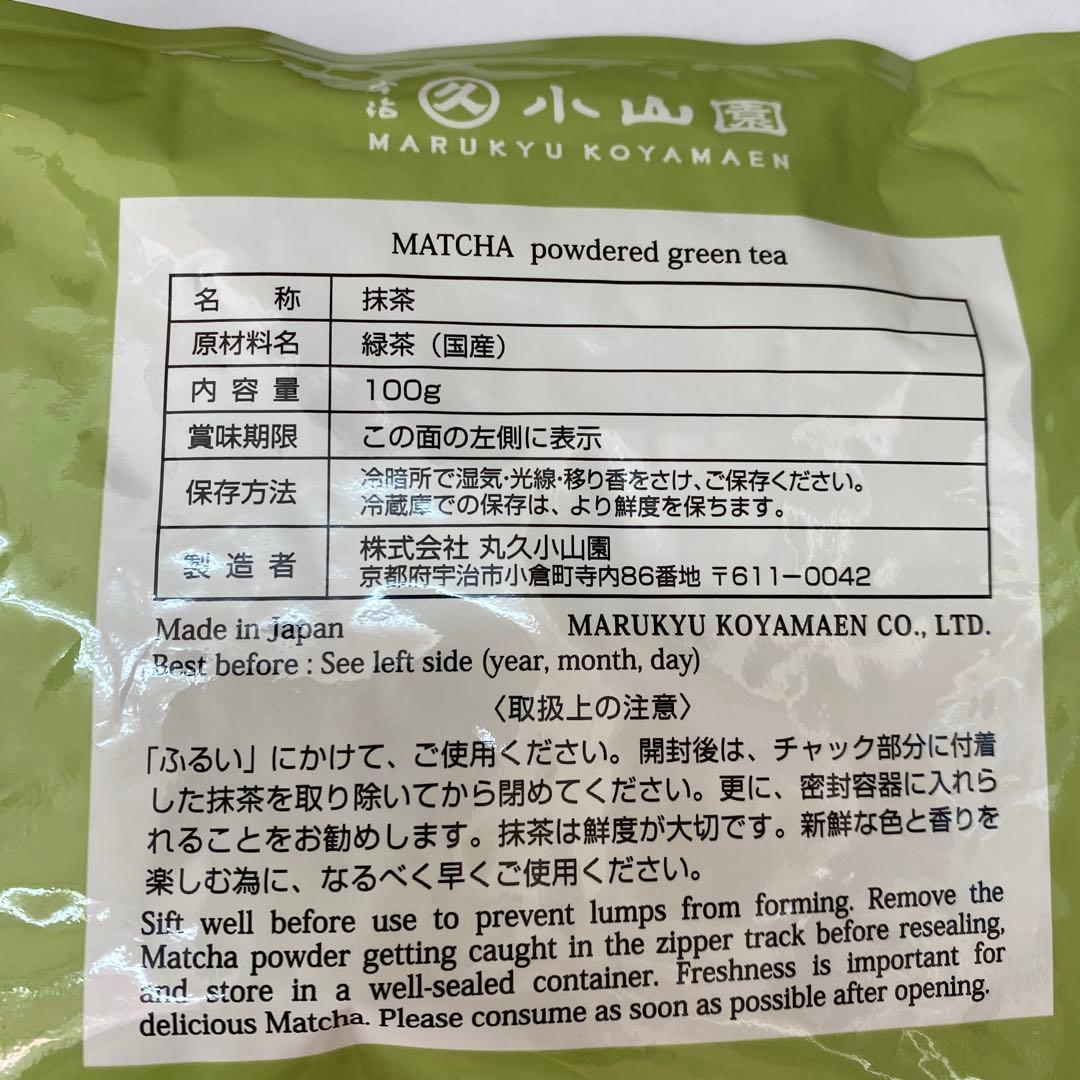 宇治 久 小山園
MARUKYU KOYAMAEN
MATCHA powdered green tea
名称 抹茶
原材料名 緑茶（国産）
内容量 100g
賞味期限 この面の左側に表示
保存方法 冷暗所で湿気・光線・移り香をさけ、ご保存ください。
冷蔵庫での保存は、より鮮度を保ちます。
製造者 株式会社 丸久小山園
京都府宇治市小倉町寺内86番地 〒611－0042
Made in Japan MARUKYU KOYAMAEN CO., LTD.
Best before : See left side (year, month, day)
〈取扱上の注意〉
「ふるい」にかけて、ご使用ください。開封後は、チャック部分に付着
した抹茶を取り除いてから閉めてください。更に、密封容器に入れら
れることをお勧めします。抹茶は鮮度が大切です。新鮮な色と香りを
楽しむ為に、なるべく早くご使用ください。
Sift well before use to prevent lumps from forming. Remove the
Matcha powder getting caught in the zipper track before resealing,
and store in a well-sealed container. Freshness is important for
delicious Matcha. Please consume as soon as possible after opening.